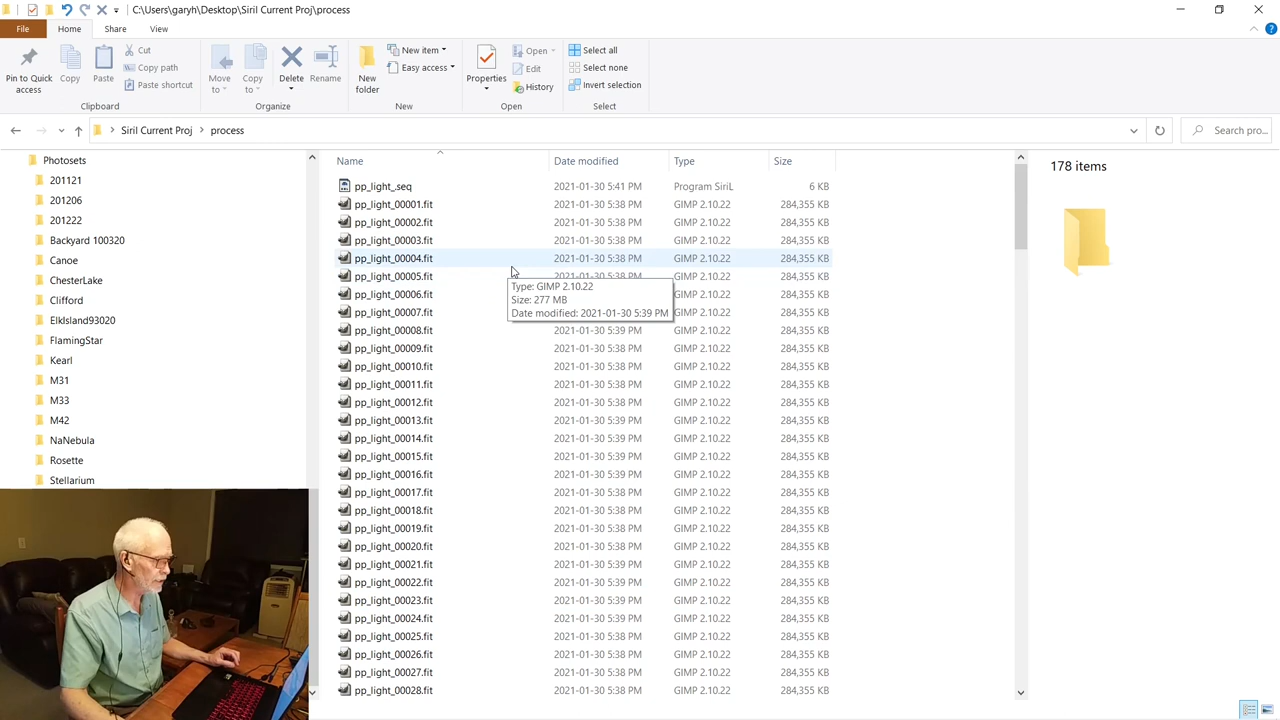 C:\Users\garyh\Desktop\Siril Current Proj\process
File Home Share View
Pin to Quick access
Copy
Paste
Cut
Copy path
Paste shortcut
Clipboard
Move to
Copy to
Delete
Rename
Organize
New folder
New item
Easy access
New
Properties
Open
Edit
History
Open
Select all
Select none
Invert selection
Select
Siril Current Proj > process
Search pro...
Photosets
201121
201206
201222
Backyard 100320
Canoe
ChesterLake
Clifford
ElkIsland93020
FlamingStar
Kearl
M31
M33
M42
NaNebula
Rosette
Stellarium
Name Date modified Type Size
pp_light_.seq 2021-01-30 5:41 PM Program SiriL 6 KB
pp_light_00001.fit 2021-01-30 5:38 PM GIMP 2.10.22 284,355 KB
pp_light_00002.fit 2021-01-30 5:38 PM GIMP 2.10.22 284,355 KB
pp_light_00003.fit 2021-01-30 5:38 PM GIMP 2.10.22 284,355 KB
pp_light_00004.fit 2021-01-30 5:38 PM GIMP 2.10.22 284,355 KB
pp_light_00005.fit 2021-01-30 5:38 PM GIMP 2.10.22 284,355 KB
pp_light_00006.fit GIMP 2.10.22 284,355 KB
pp_light_00007.fit GIMP 2.10.22 284,355 KB
pp_light_00008.fit 2021-01-30 5:39 PM GIMP 2.10.22 284,355 KB
pp_light_00009.fit 2021-01-30 5:38 PM GIMP 2.10.22 284,355 KB
pp_light_00010.fit 2021-01-30 5:38 PM GIMP 2.10.22 284,355 KB
pp_light_00011.fit 2021-01-30 5:38 PM GIMP 2.10.22 284,355 KB
pp_light_00012.fit 2021-01-30 5:38 PM GIMP 2.10.22 284,355 KB
pp_light_00013.fit 2021-01-30 5:39 PM GIMP 2.10.22 284,355 KB
pp_light_00014.fit 2021-01-30 5:39 PM GIMP 2.10.22 284,355 KB
pp_light_00015.fit 2021-01-30 5:39 PM GIMP 2.10.22 284,355 KB
pp_light_00016.fit 2021-01-30 5:39 PM GIMP 2.10.22 284,355 KB
pp_light_00017.fit 2021-01-30 5:38 PM GIMP 2.10.22 284,355 KB
pp_light_00018.fit 2021-01-30 5:38 PM GIMP 2.10.22 284,355 KB
pp_light_00019.fit 2021-01-30 5:38 PM GIMP 2.10.22 284,355 KB
pp_light_00020.fit 2021-01-30 5:38 PM GIMP 2.10.22 284,355 KB
pp_light_00021.fit 2021-01-30 5:39 PM GIMP 2.10.22 284,355 KB
pp_light_00022.fit 2021-01-30 5:39 PM GIMP 2.10.22 284,355 KB
pp_light_00023.fit 2021-01-30 5:39 PM GIMP 2.10.22 284,355 KB
pp_light_00024.fit 2021-01-30 5:39 PM GIMP 2.10.22 284,355 KB
pp_light_00025.fit 2021-01-30 5:38 PM GIMP 2.10.22 284,355 KB
pp_light_00026.fit 2021-01-30 5:38 PM GIMP 2.10.22 284,355 KB
pp_light_00027.fit 2021-01-30 5:39 PM GIMP 2.10.22 284,355 KB
pp_light_00028.fit 2021-01-30 5:39 PM GIMP 2.10.22 284,355 KB
Type: GIMP 2.10.22
Size: 277 MB
Date modified: 2021-01-30 5:39 PM
178 items